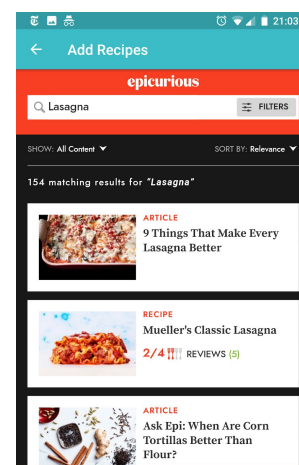 21:03
Add Recipes
epicurious
Lasagna
FILTERS
SHOW: All Content
SORT BY: Relevance
154 matching results for "Lasagna"
ARTICLE
9 Things That Make Every
Lasagna Better
RECIPE
Mueller's Classic Lasagna
2/4 REVIEWS (5)
ARTICLE
Ask Epi: When Are Corn
Tortillas Better Than
Flour?